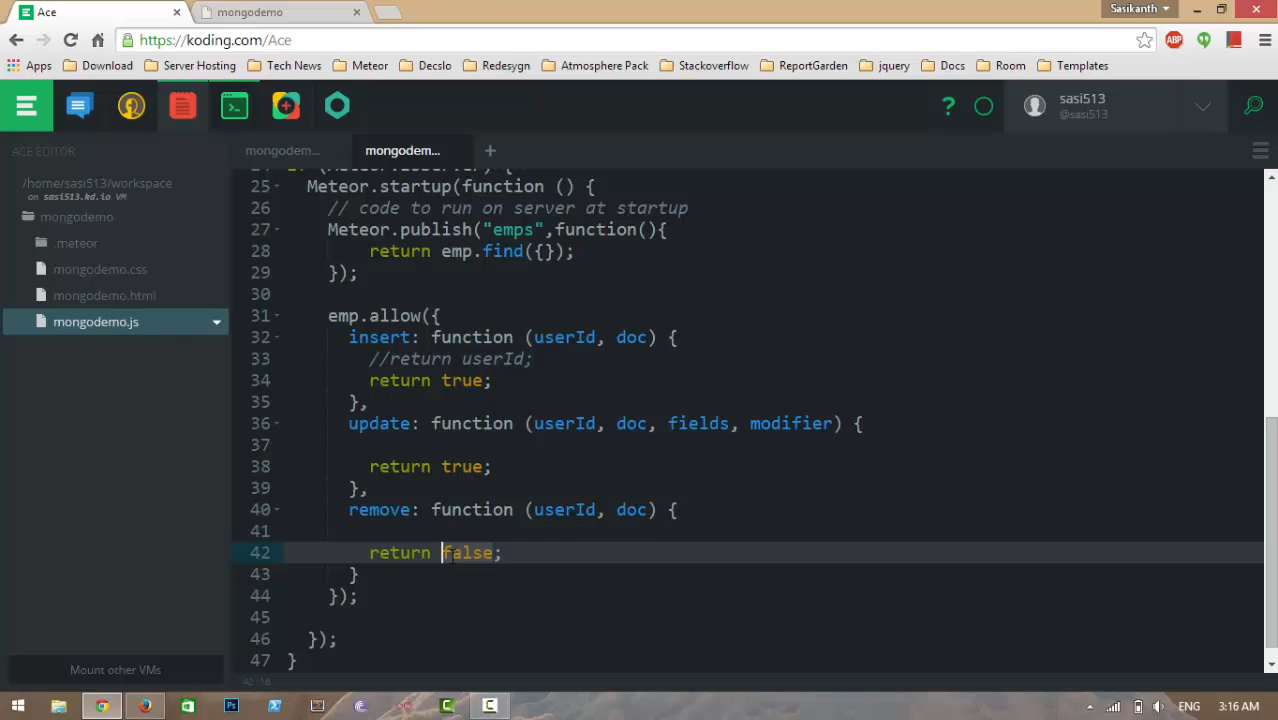 Ace
mongodemo
Sasikanth
https://koding.com/Ace
ABP
Apps Download Server Hosting Tech News Meteor Decslo Redesygn Atmosphere Pack Stackoverflow ReportGarden jquery Docs Room Templates
sasi513
@sasi513
ACE EDITOR
mongodem...
mongodem...
/home/sasi513/workspace
on sasi513.kd.io VM
mongodemo
.meteor
mongodemo.css
mongodemo.html
mongodemo.js
Mount other VMs
25 Meteor.startup(function () {
26 // code to run on server at startup
27 Meteor.publish("emps",function(){
28 return emp.find({});
29 });
30
31 emp.allow({
32 insert: function (userId, doc) {
33 //return userId;
34 return true;
35 },
36 update: function (userId, doc, fields, modifier) {
37
38 return true;
39 },
40 remove: function (userId, doc) {
41
42 return false;
43 }
44 });
45
46 });
47 }
42:16
Ps
ENG
3:16 AM